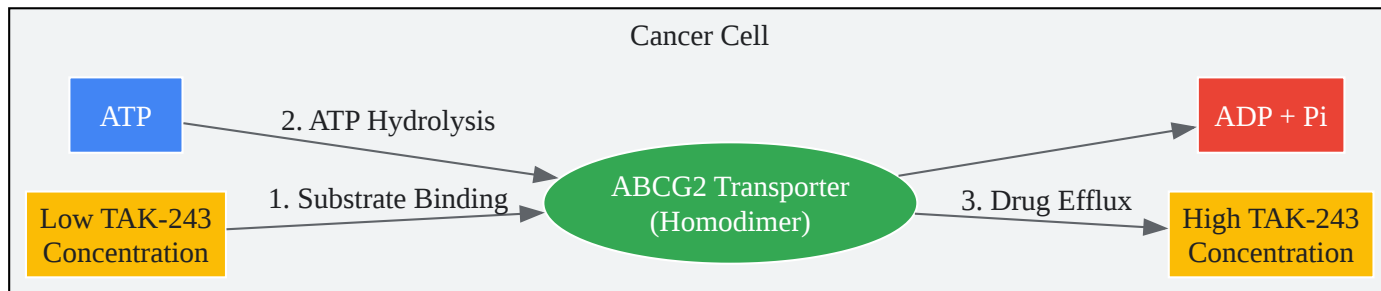 Cancer Cell
ATP
2. ATP Hydrolysis
ADP + Pi
1. Substrate Binding
ABCG2 Transporter
(Homodimer)
Low TAK-243
Concentration
3. Drug Efflux
High TAK-243
Concentration